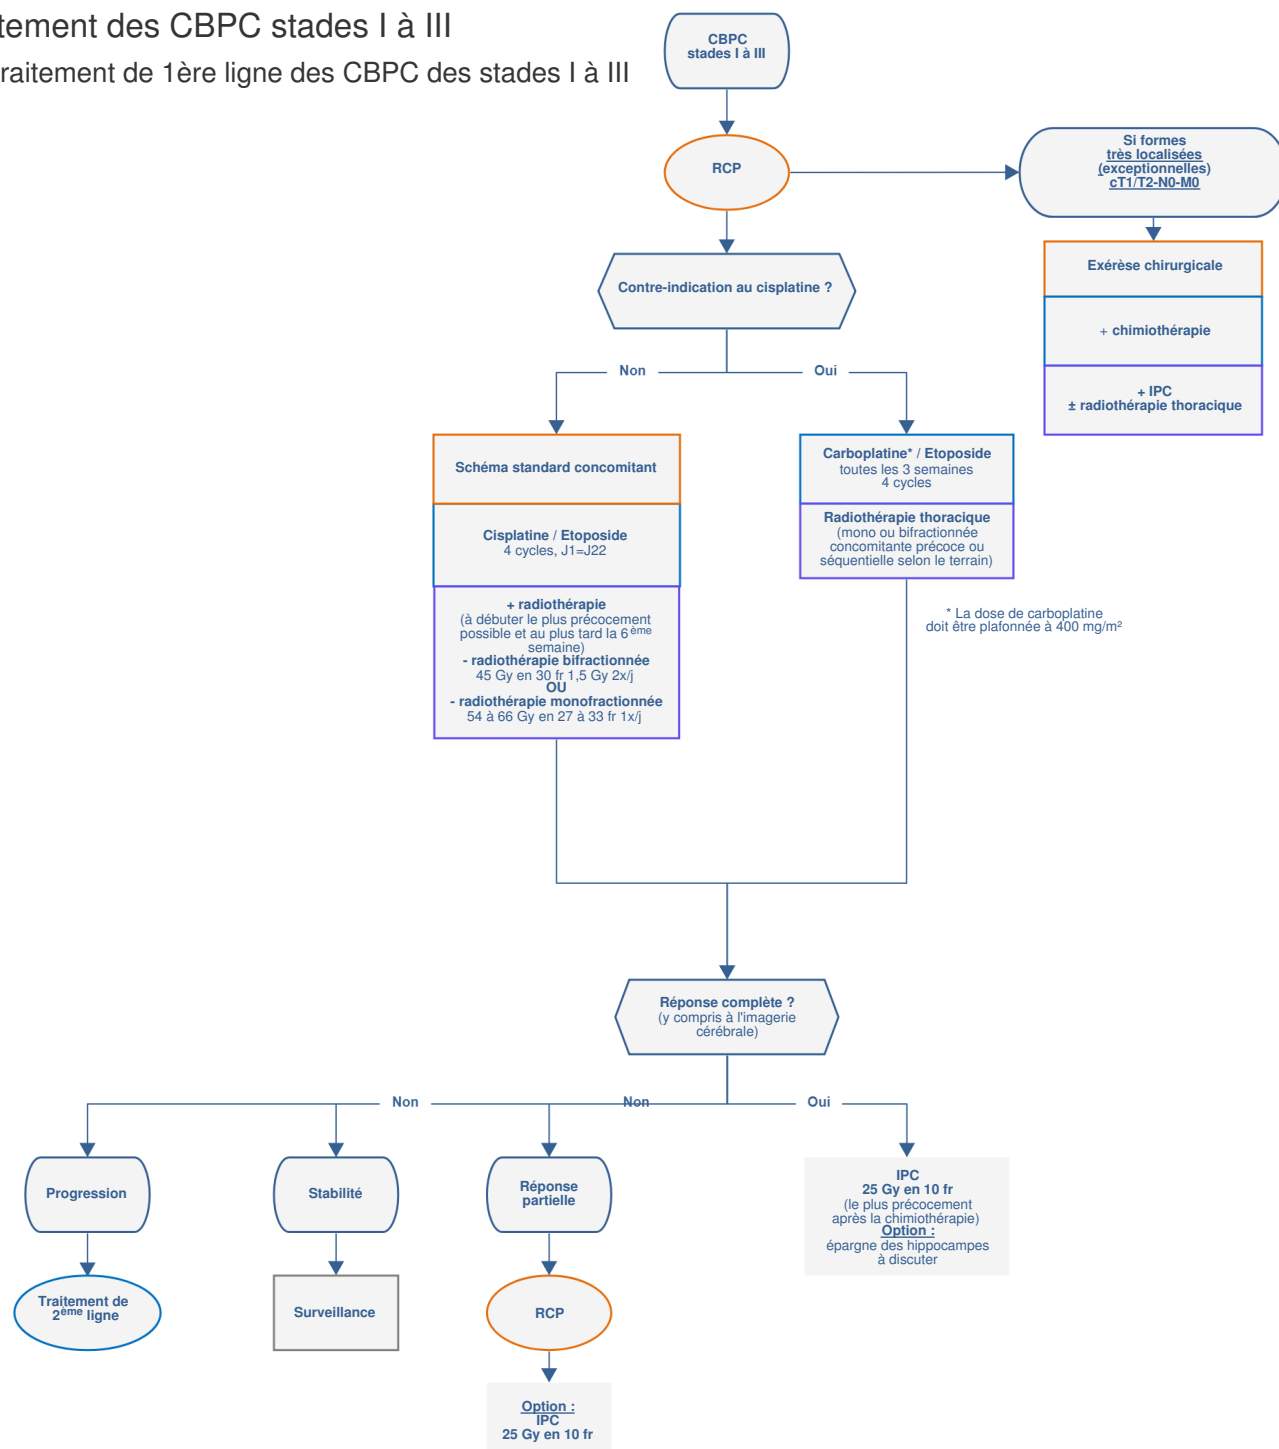 tement des CBPC stades I à III
raitement de 1ère ligne des CBPC des stades I à III
CBPC
stades I à III
RCP
Si formes
très localisées
(exceptionnelles)
cT1/T2-N0-M0
Exérèse chirurgicale
+ chimiothérapie
+ IPC
± radiothérapie thoracique
Contre-indication au cisplatine ?
Non
Oui
Schéma standard concomitant
Cisplatine / Etoposide
4 cycles, J1=J22
+ radiothérapie
(à débuter le plus précocement
possible et au plus tard la 6ème
semaine)
- radiothérapie bifractionnée
45 Gy en 30 fr 1,5 Gy 2x/j
OU
- radiothérapie monofractionnée
54 à 66 Gy en 27 à 33 fr 1x/j
Carboplatine* / Etoposide
toutes les 3 semaines
4 cycles
Radiothérapie thoracique
(mono ou bifractionnée
concomitante précoce ou
séquentielle selon le terrain)
* La dose de carboplatine
doit être plafonnée à 400 mg/m²
Réponse complète ?
(y compris à l'imagerie
cérébrale)
Non
Non
Oui
Progression
Stabilité
Réponse
partielle
IPC
25 Gy en 10 fr
(le plus précocement
après la chimiothérapie)
Option :
épargne des hippocampes
à discuter
Traitement de
2ème ligne
Surveillance
RCP
Option :
IPC
25 Gy en 10 fr